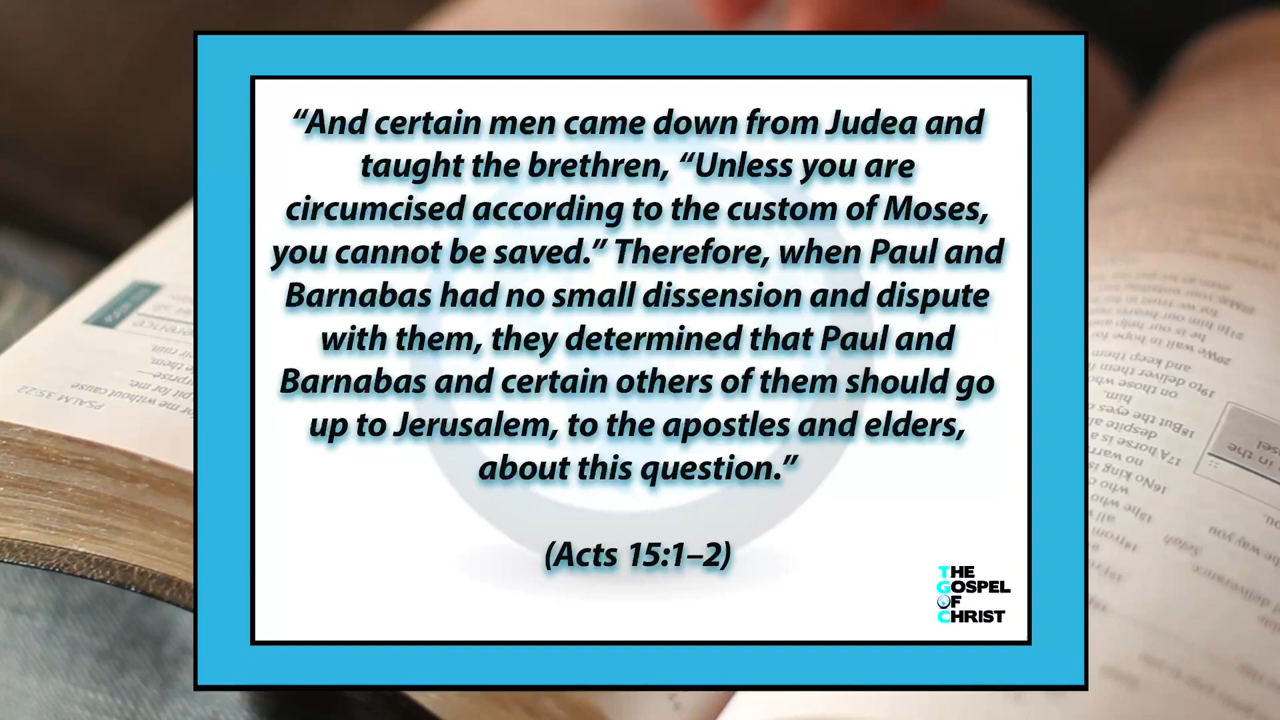 “And certain men came down from Judea and
taught the brethren, “Unless you are
circumcised according to the custom of Moses,
you cannot be saved.” Therefore, when Paul and
Barnabas had no small dissension and dispute
with them, they determined that Paul and
Barnabas and certain others of them should go
up to Jerusalem, to the apostles and elders,
about this question.”
(Acts 15:1–2)
THE
GOSPEL
OF
CHRIST
PSALM 35:22